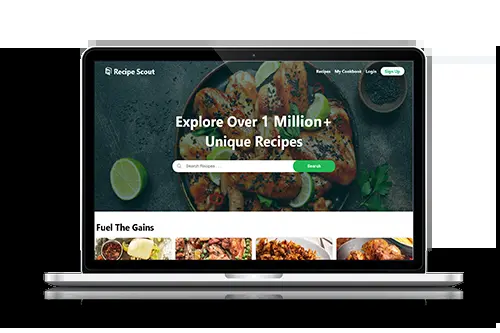 Recipe Scout
Recipes My Cookbook Login Sign Up
Explore Over 1 Million+
Unique Recipes
Search Recipes ...
Search
Fuel The Gains